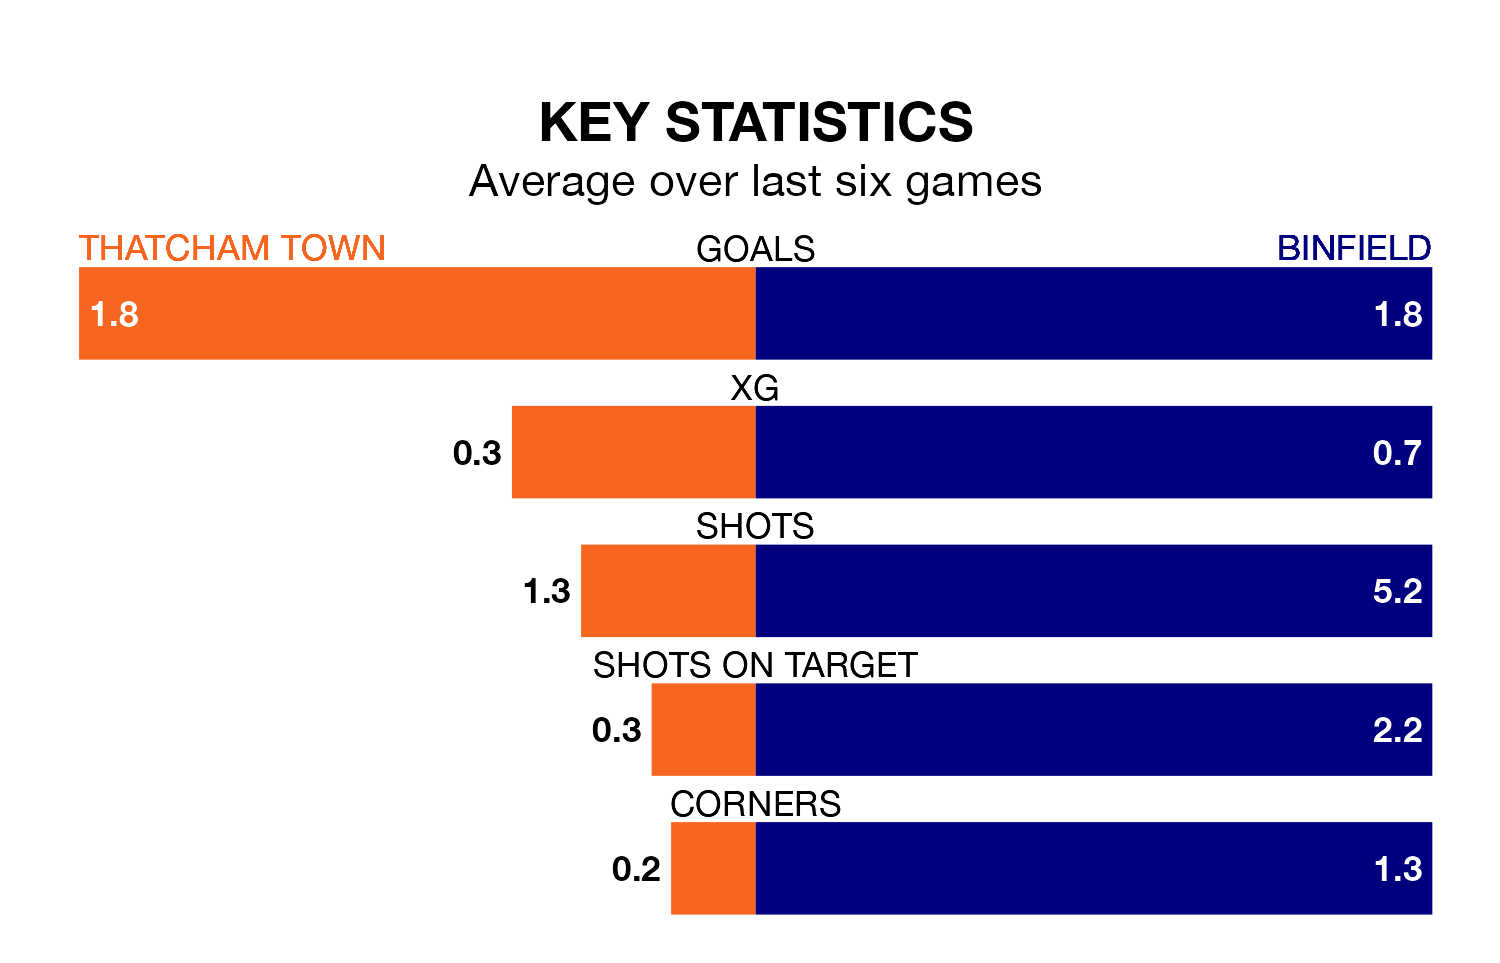 KEY STATISTICS
Average over last six games
THATCHAM TOWN GOALS BINFIELD
1.8 1.8
XG
0.3 0.7
SHOTS
1.3 5.2
SHOTS ON TARGET
0.3 2.2
CORNERS
0.2 1.3